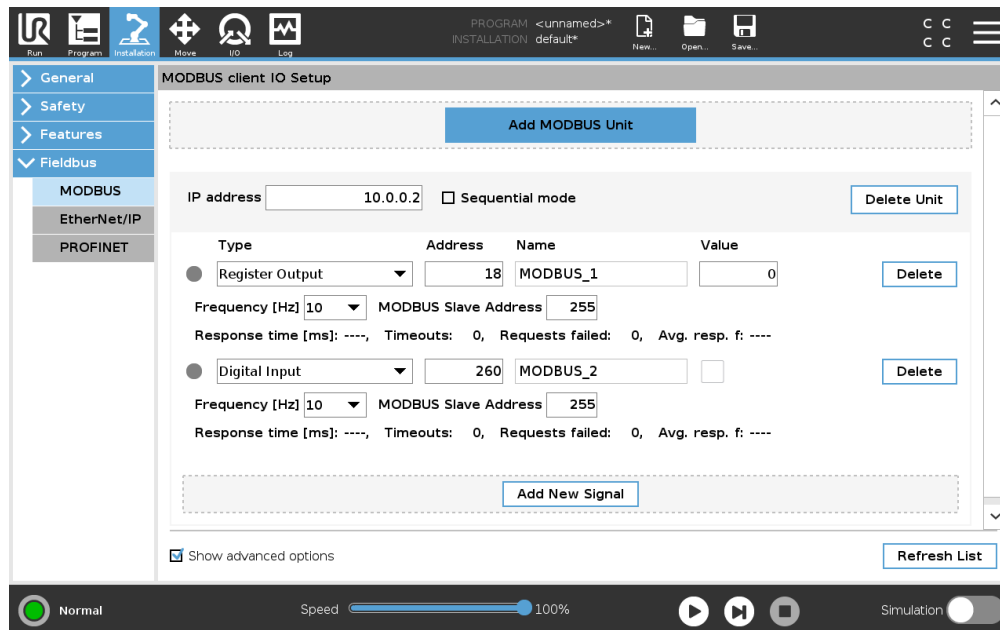 PROGRAM <unnamed>*
INSTALLATION default*
UR
Run Program Installation Move I/O Log New... Open... Save...
C C
C C
General
Safety
Features
Fieldbus
MODBUS
EtherNet/IP
PROFINET
MODBUS client IO Setup
Add MODBUS Unit
IP address 10.0.0.2 Sequential mode Delete Unit
Type Address Name Value
Register Output 18 MODBUS_1 0 Delete
Frequency [Hz] 10 MODBUS Slave Address 255
Response time [ms]: ----, Timeouts: 0, Requests failed: 0, Avg. resp. f: ----
Digital Input 260 MODBUS_2 Delete
Frequency [Hz] 10 MODBUS Slave Address 255
Response time [ms]: ----, Timeouts: 0, Requests failed: 0, Avg. resp. f: ----
Add New Signal
Show advanced options Refresh List
Normal Speed 100% Simulation